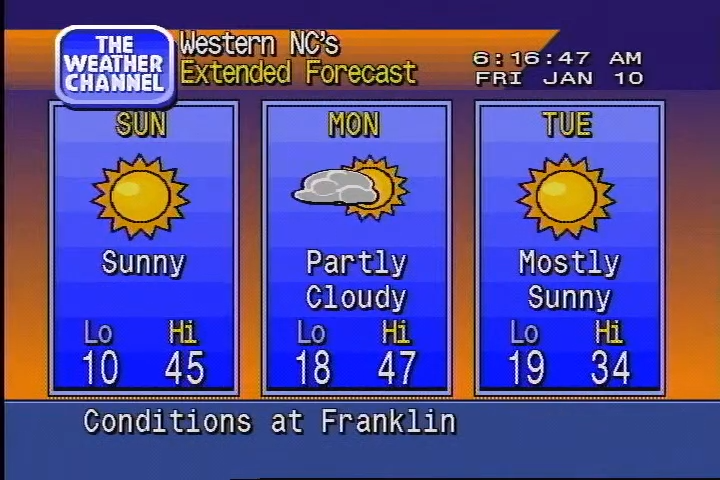 THE
WEATHER
CHANNEL
Western NC's
Extended Forecast
6:16:47 AM
FRI JAN 10
SUN
Sunny
Lo Hi
10 45
MON
Partly
Cloudy
Lo Hi
18 47
TUE
Mostly
Sunny
Lo Hi
19 34
Conditions at Franklin